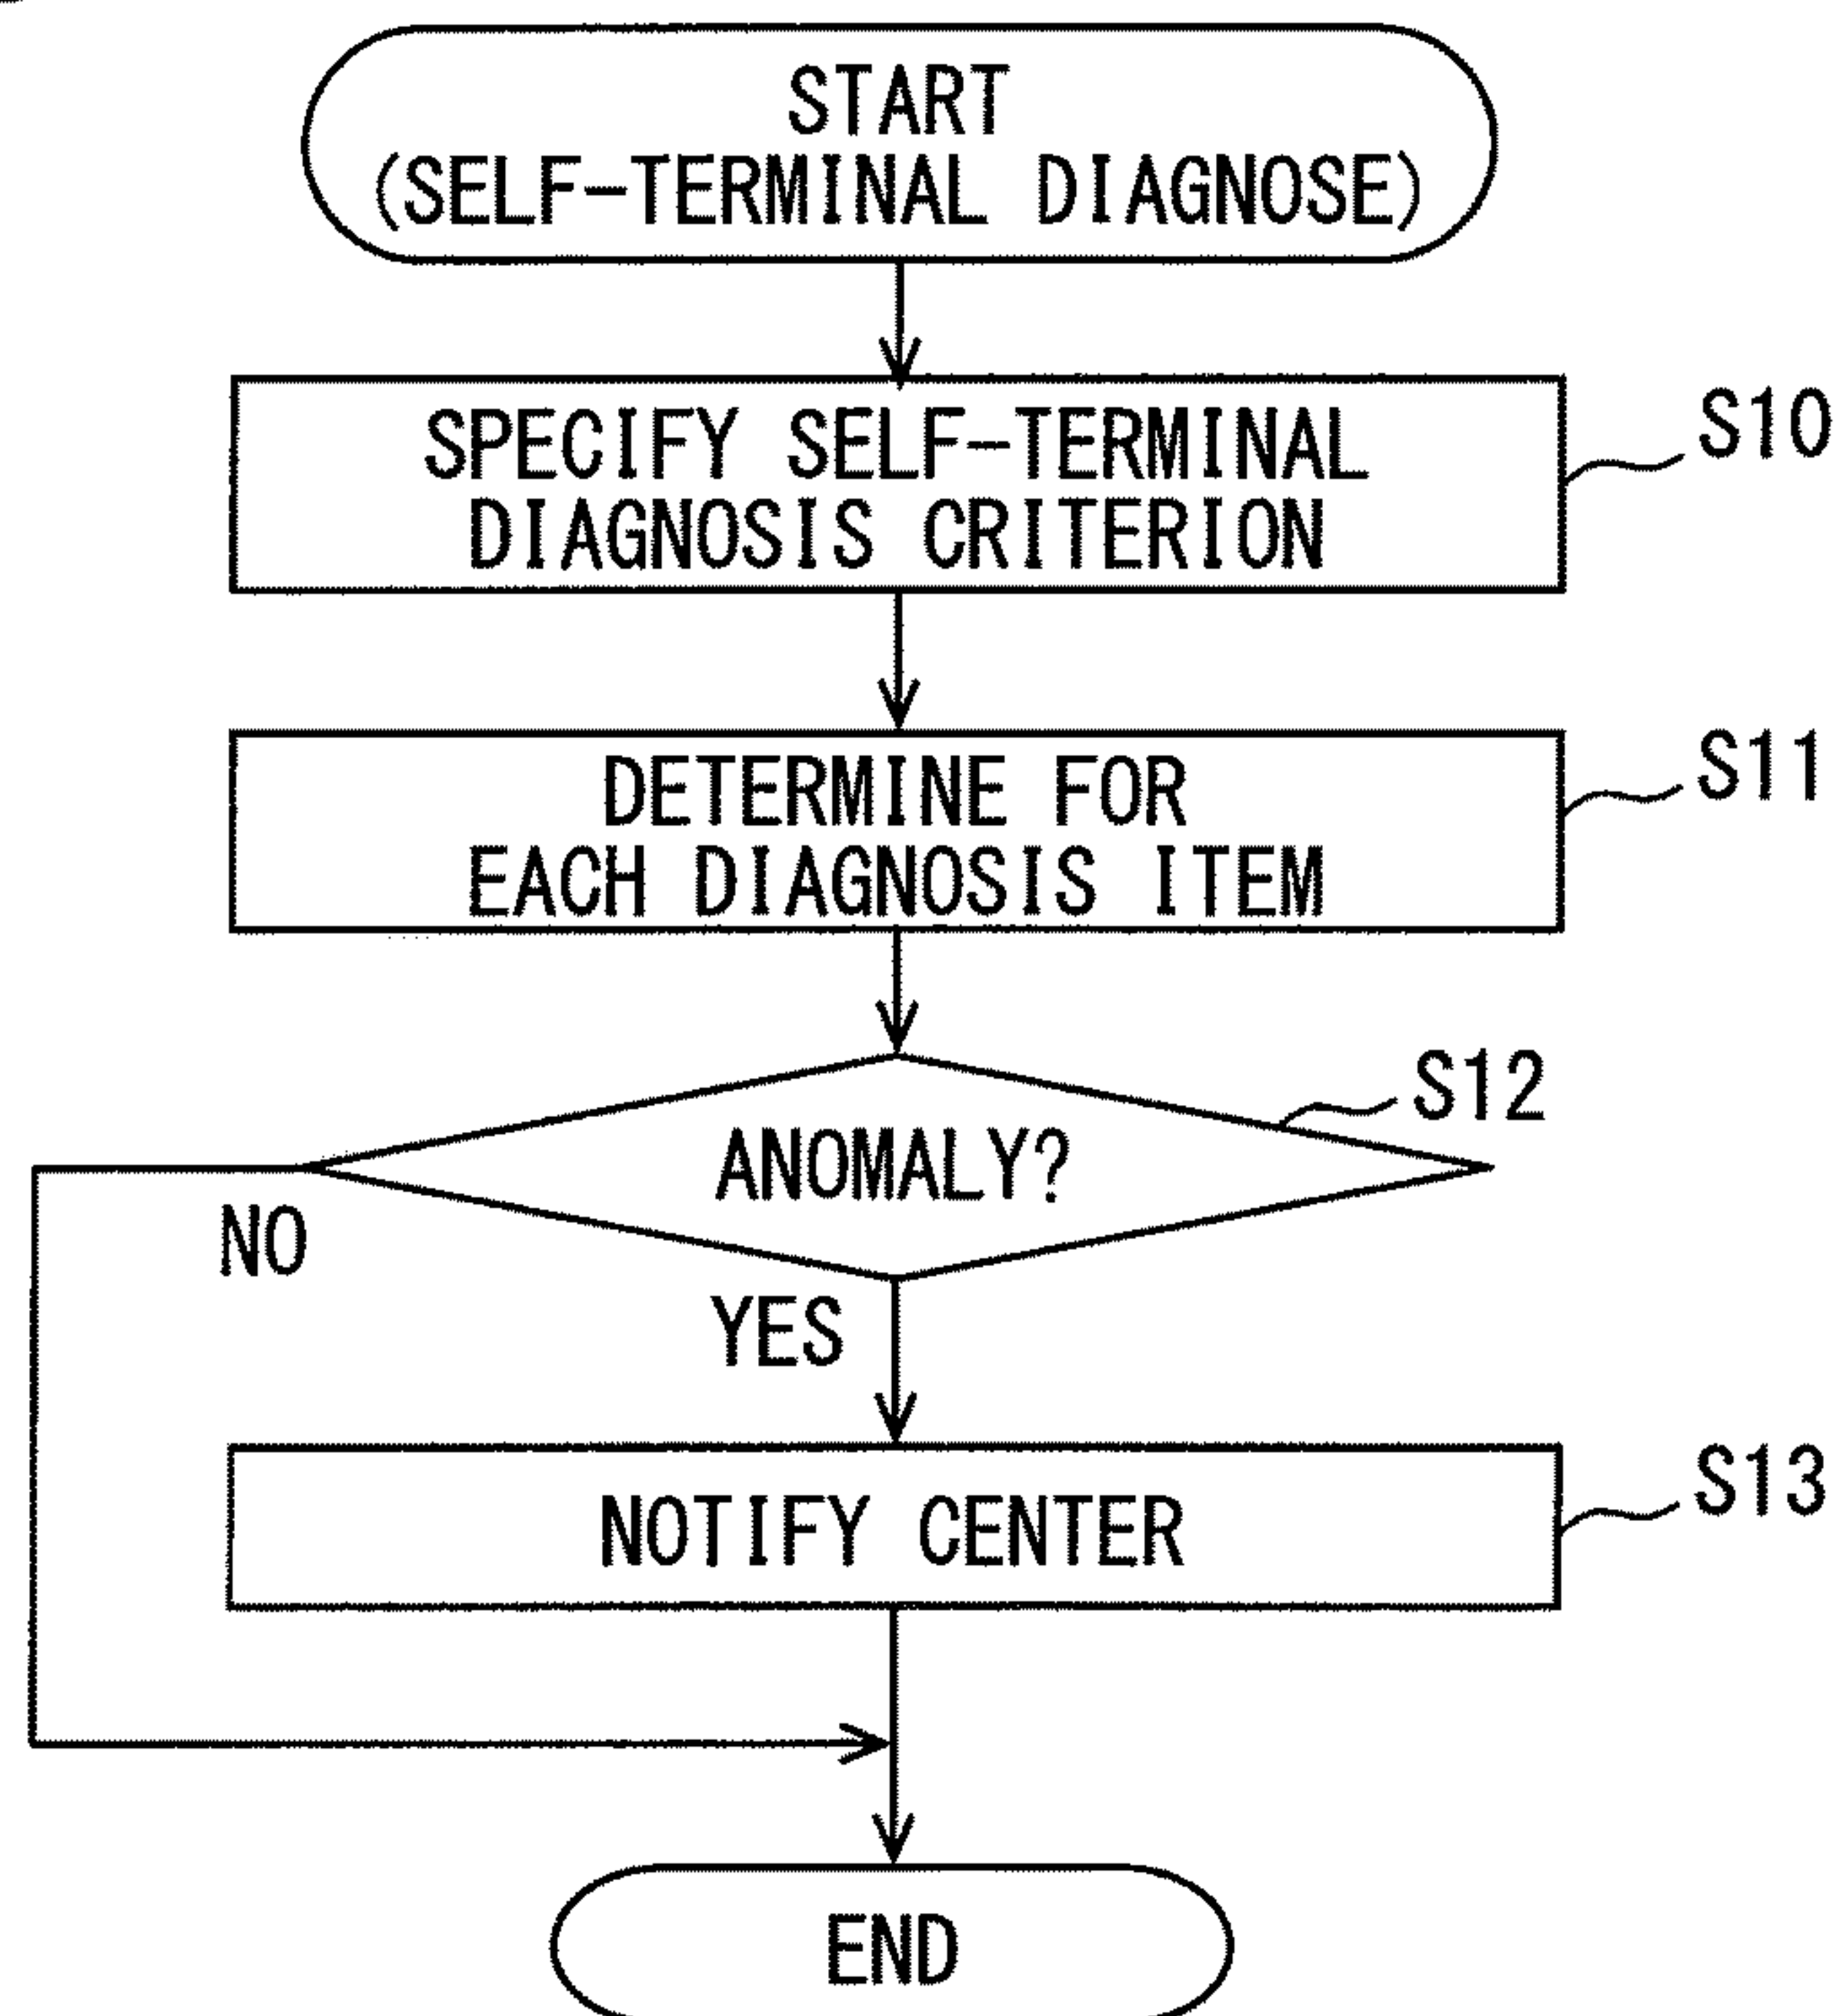 START
(SELF-TERMINAL DIAGNOSE)
SPECIFY SELF-TERMINAL
DIAGNOSIS CRITERION
S10
DETERMINE FOR
EACH DIAGNOSIS ITEM
S11
S12
ANOMALY?
NO
YES
NOTIFY CENTER
S13
END